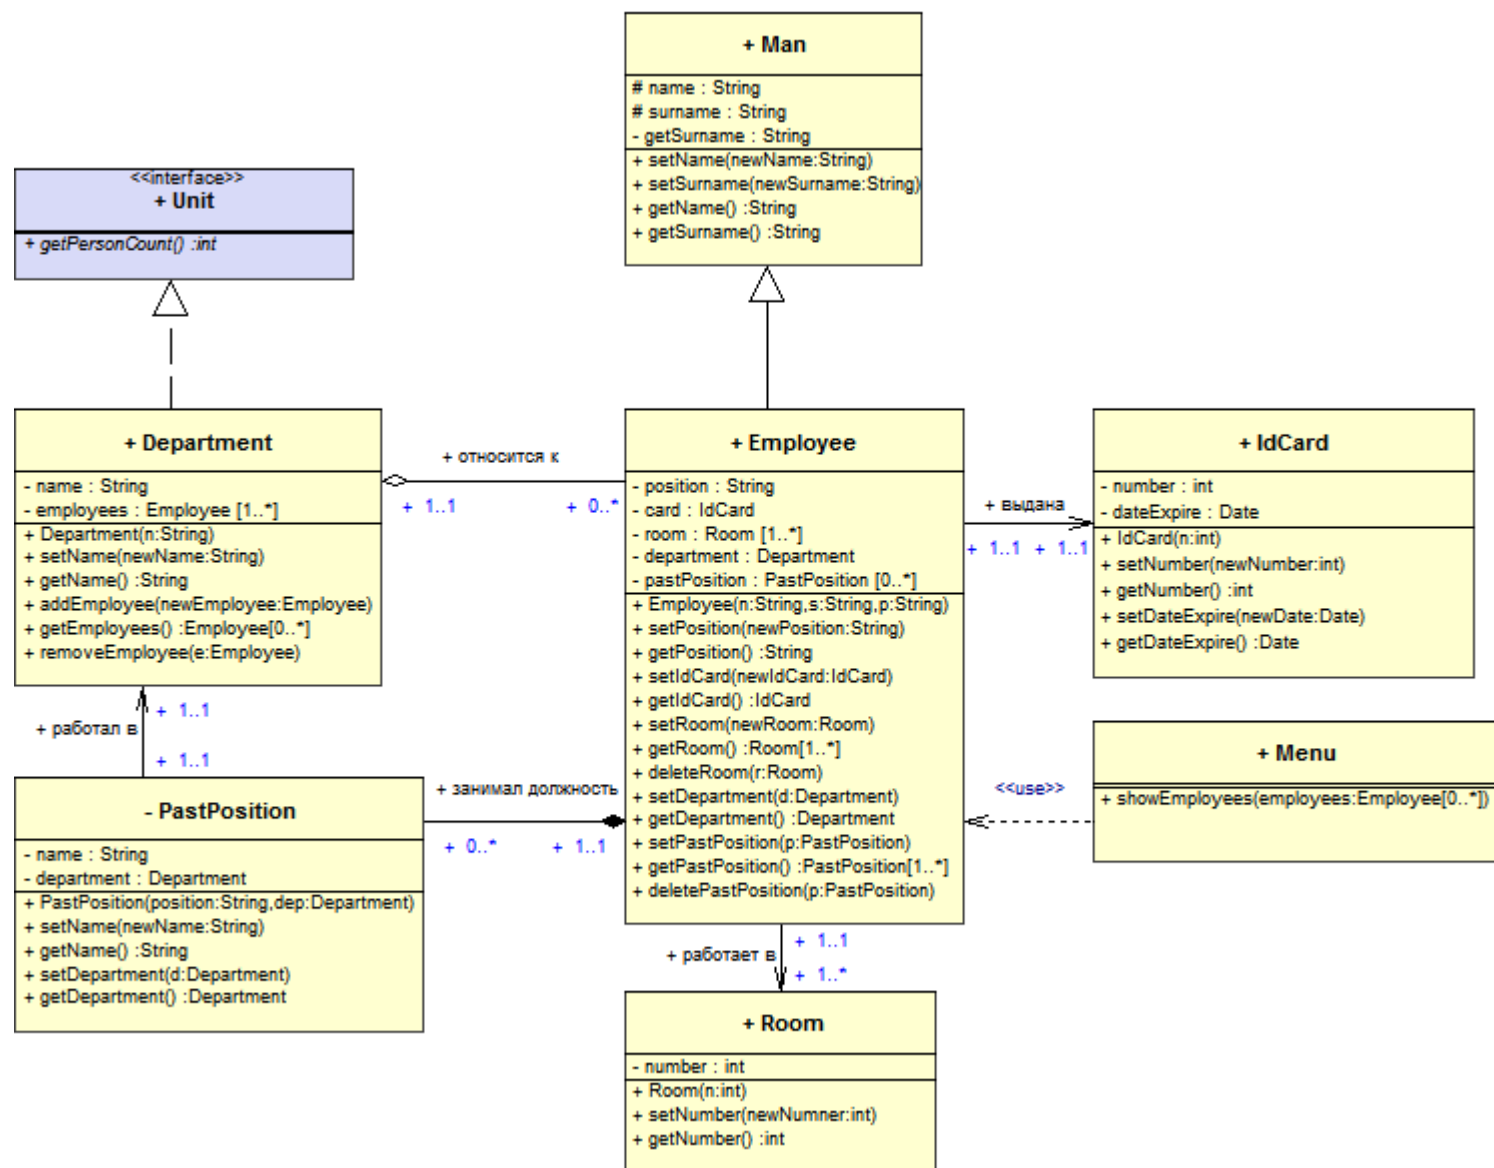 + Man
# name : String
# surname : String
- getSurname : String
+ setName(newName:String)
+ setSurname(newSurname:String)
+ getName() :String
+ getSurname() :String
<<interface>>
+ Unit
+ getPersonCount() :int
+ Department
- name : String
- employees : Employee [1..*]
+ Department(n:String)
+ setName(newName:String)
+ getName() :String
+ addEmployee(newEmployee:Employee)
+ getEmployees() :Employee[0..*]
+ removeEmployee(e:Employee)
+ относится к
+ 1..1
+ 0..*
+ Employee
- position : String
- card : IdCard
- room : Room [1..*]
- department : Department
- pastPosition : PastPosition [0..*]
+ Employee(n:String,s:String,p:String)
+ setPosition(newPosition:String)
+ getPosition() :String
+ setIdCard(newIdCard:IdCard)
+ getIdCard() :IdCard
+ setRoom(newRoom:Room)
+ getRoom() :Room[1..*]
+ deleteRoom(r:Room)
+ setDepartment(d:Department)
+ getDepartment() :Department
+ setPastPosition(p:PastPosition)
+ getPastPosition() :PastPosition[1..*]
+ deletePastPosition(p:PastPosition)
+ выдана
+ 1..1
+ 1..1
+ IdCard
- number : int
- dateExpire : Date
+ IdCard(n:int)
+ setNumber(newNumber:int)
+ getNumber() :int
+ setDateExpire(newDate:Date)
+ getDateExpire() :Date
+ 1..1
+ работал в
+ 1..1
- PastPosition
- name : String
- department : Department
+ PastPosition(position:String,dep:Department)
+ setName(newName:String)
+ getName() :String
+ setDepartment(d:Department)
+ getDepartment() :Department
+ занимал должность
+ 0..*
+ 1..1
<<use>>
+ Menu
+ showEmployees(employees:Employee[0..*])
+ 1..1
+ работает в
+ 1..*
+ Room
- number : int
+ Room(n:int)
+ setNumber(newNumner:int)
+ getNumber() :int